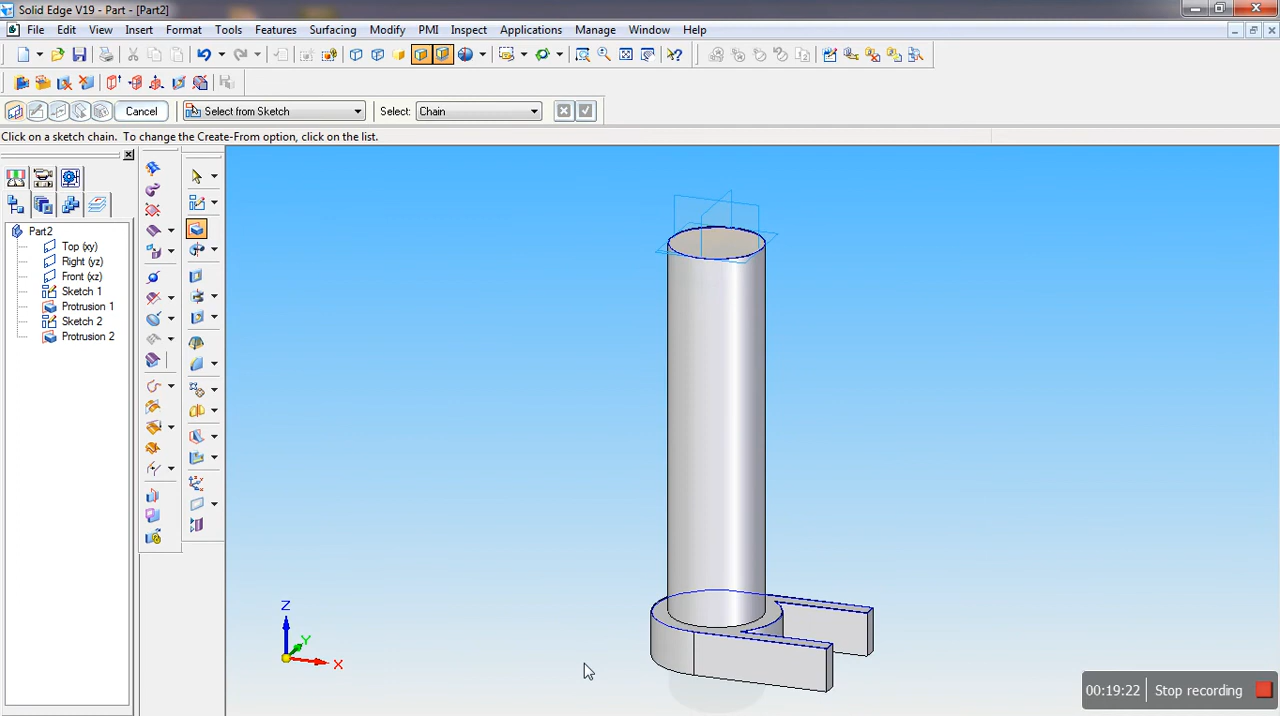 Solid Edge V19 - Part - [Part2]
File Edit View Insert Format Tools Features Surfacing Modify PMI Inspect Applications Manage Window Help
Cancel Select from Sketch Select: Chain
Click on a sketch chain. To change the Create-From option, click on the list.
Part2
Top (xy)
Right (yz)
Front (xz)
Sketch 1
Protrusion 1
Sketch 2
Protrusion 2
Z
Y
X
00:19:22 Stop recording